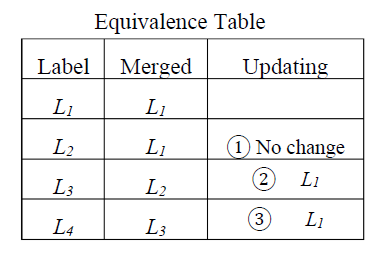 Equivalence Table
Label Merged Updating
L1 L1
L2 L1 ① No change
L3 L2 ② L1
L4 L3 ③ L1